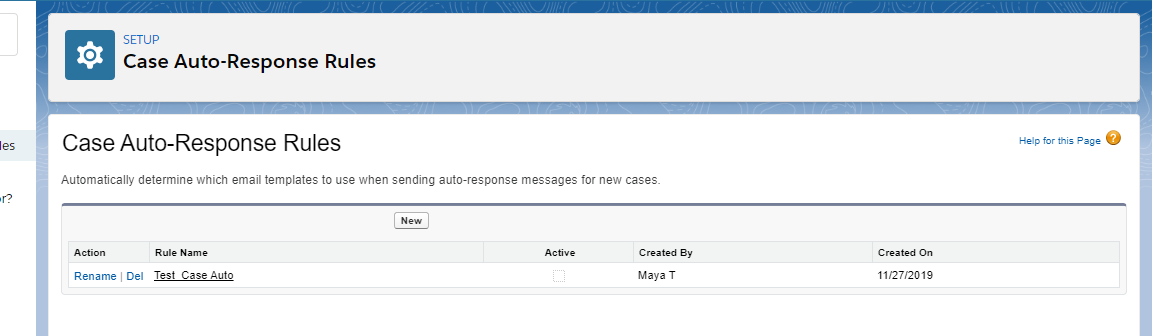 SETUP
Case Auto-Response Rules
les
Case Auto-Response Rules
Help for this Page ?
Automatically determine which email templates to use when sending auto-response messages for new cases.
or?
New
Action Rule Name Active Created By Created On
Rename | Del Test_Case Auto Maya T 11/27/2019